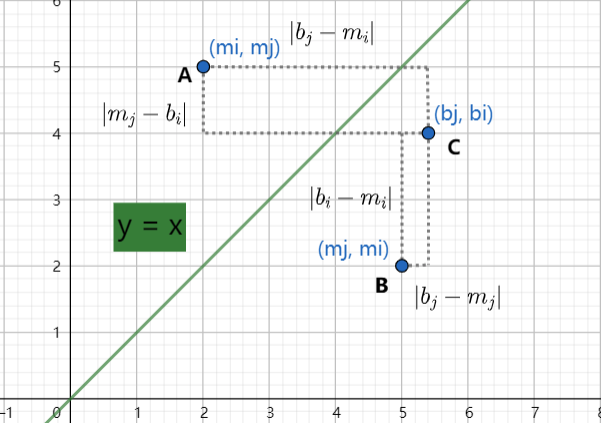 6
(mi, mj) |b_j − m_i|
5
A
|m_j − b_i|
(bj, bi)
4
C
3
|b_i − m_i|
y = x
(mj, mi)
2
B
|b_j − m_j|
1
−1 0 1 2 3 4 5 6 7 8